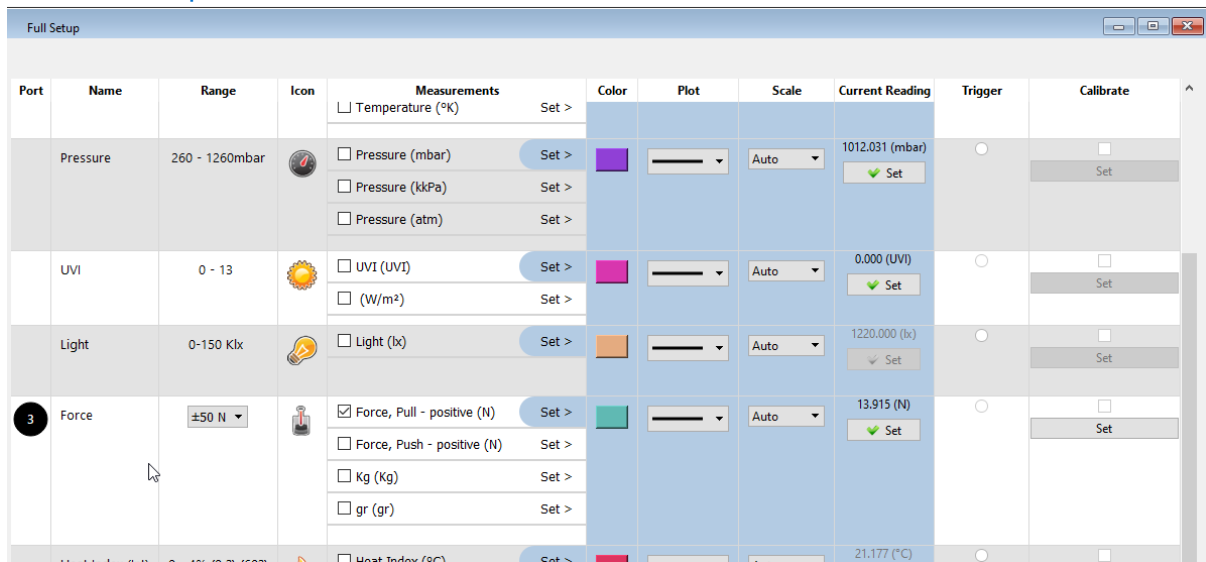 Full Setup
Port Name Range Icon Measurements Color Plot Scale Current Reading Trigger Calibrate
Temperature (°K) Set >
Pressure 260 - 1260mbar Pressure (mbar) Set > Auto 1012.031 (mbar)
Set Set
Pressure (kkPa) Set >
Pressure (atm) Set >
UVI 0 - 13 UVI (UVI) Set > Auto 0.000 (UVI)
Set Set
(W/m²) Set >
Light 0-150 Klx Light (lx) Set > Auto 1220.000 (lx)
Set Set
3 Force ±50 N Force, Pull - positive (N) Set > Auto 13.915 (N)
Set Set
Force, Push - positive (N) Set >
Kg (Kg) Set >
gr (gr) Set >
Heat Index (°C) Set > 21.177 (°C)